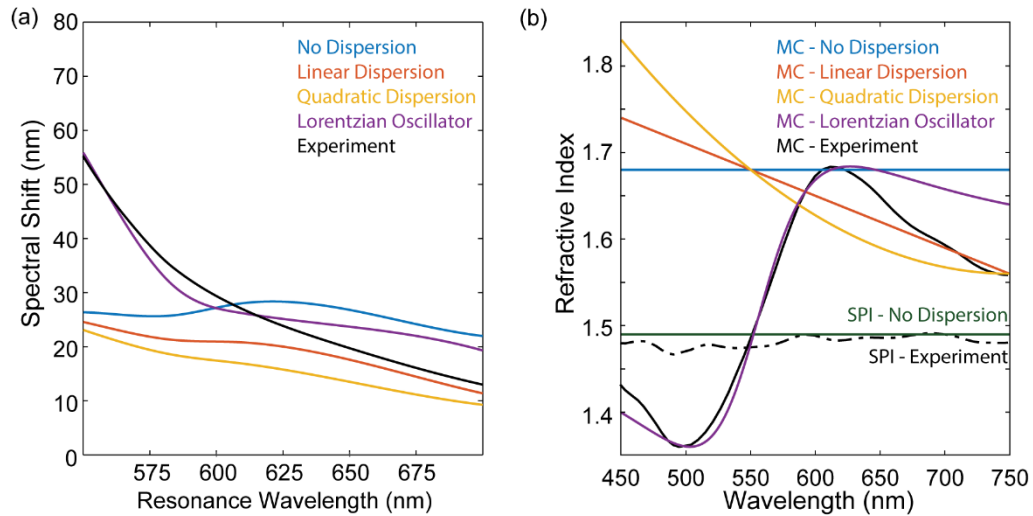 (a)
80
70
60
50
40
30
20
10
0
Spectral Shift (nm)
No Dispersion
Linear Dispersion
Quadratic Dispersion
Lorentzian Oscillator
Experiment
575 600 625 650 675
Resonance Wavelength (nm)
(b)
1.8
1.7
1.6
1.5
1.4
Refractive Index
MC - No Dispersion
MC - Linear Dispersion
MC - Quadratic Dispersion
MC - Lorentzian Oscillator
MC - Experiment
SPI - No Dispersion
SPI - Experiment
450 500 550 600 650 700 750
Wavelength (nm)